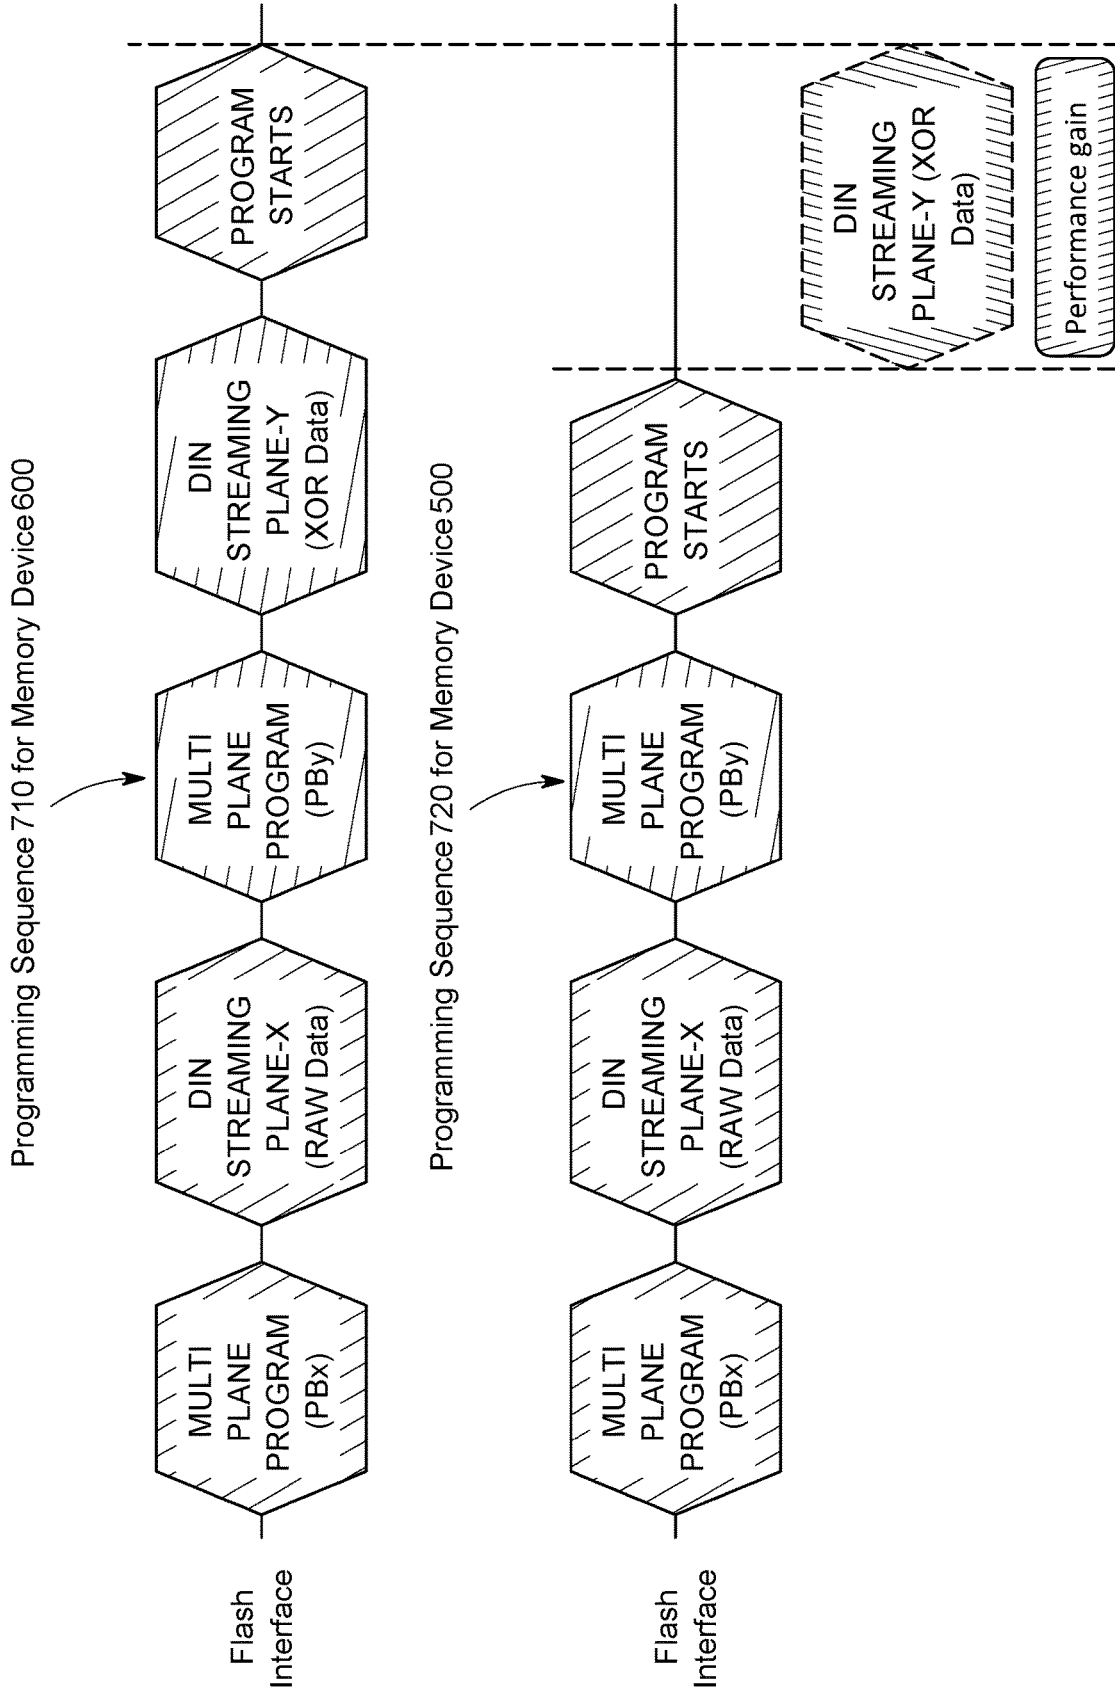 Programming Sequence 710 for Memory Device 600
Flash
Interface
MULTI
PLANE
PROGRAM
(PBx)
DIN
STREAMING
PLANE-X
(RAW Data)
MULTI
PLANE
PROGRAM
(PBy)
DIN
STREAMING
PLANE-Y
(XOR Data)
PROGRAM
STARTS
Programming Sequence 720 for Memory Device 500
Flash
Interface
MULTI
PLANE
PROGRAM
(PBx)
DIN
STREAMING
PLANE-X
(RAW Data)
MULTI
PLANE
PROGRAM
(PBy)
PROGRAM
STARTS
DIN
STREAMING
PLANE-Y (XOR
Data)
Performance gain